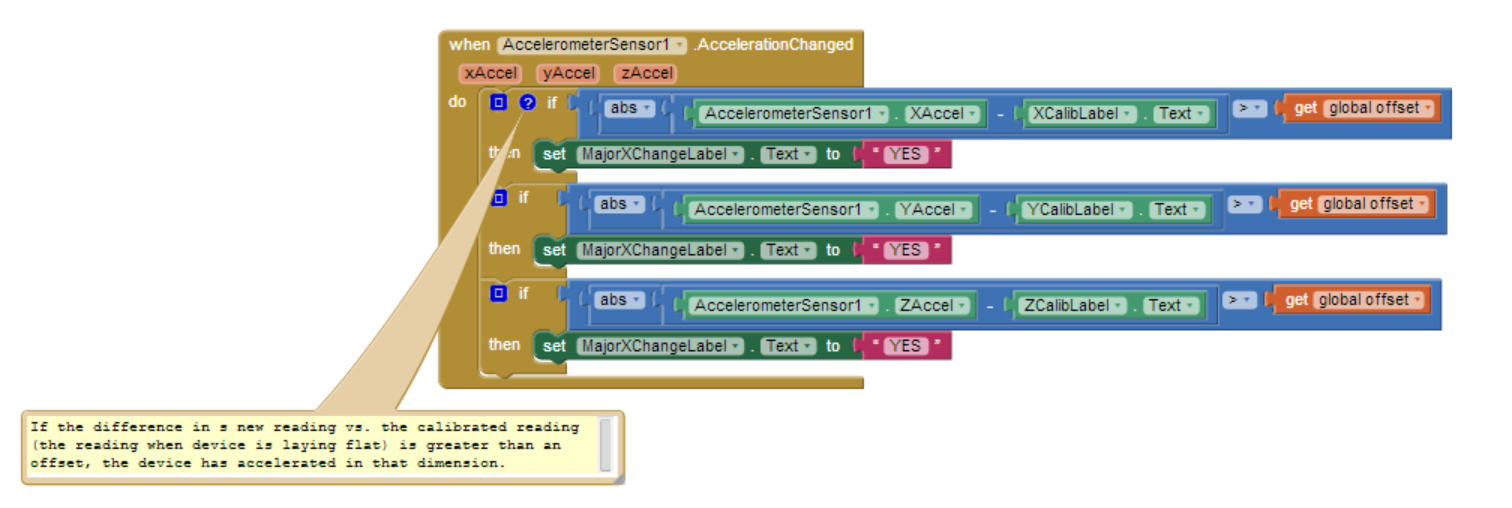 when AccelerometerSensor1 .AccelerationChanged
xAccel yAccel zAccel
do ? if abs AccelerometerSensor1 . XAccel - XCalibLabel . Text > get global offset
then set MajorXChangeLabel . Text to " YES "
if abs AccelerometerSensor1 . YAccel - YCalibLabel . Text > get global offset
then set MajorXChangeLabel . Text to " YES "
if abs AccelerometerSensor1 . ZAccel - ZCalibLabel . Text > get global offset
then set MajorXChangeLabel . Text to " YES "
If the difference in s new reading vs. the calibrated reading
(the reading when device is laying flat) is greater than an
offset, the device has accelerated in that dimension.